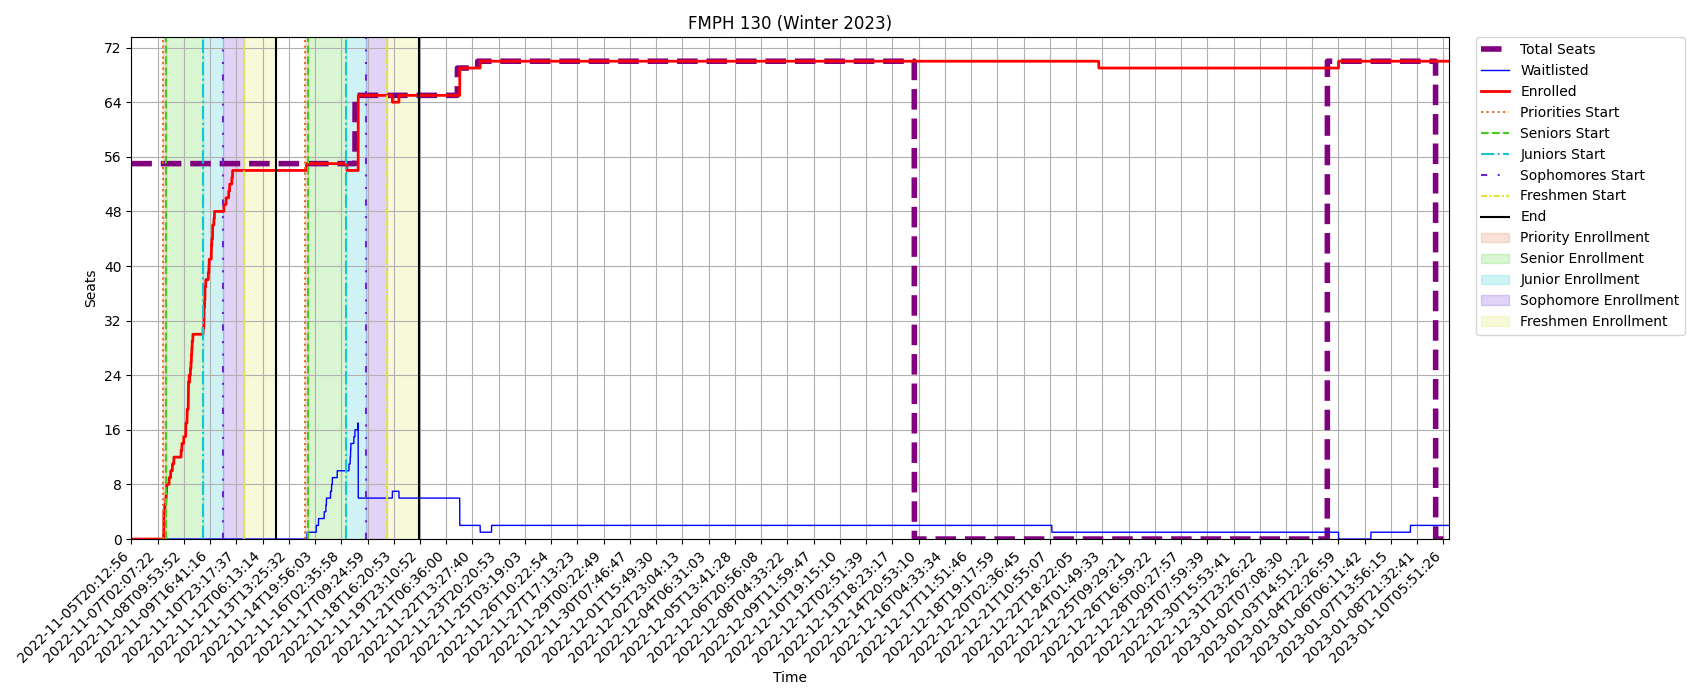 FMPH 130 (Winter 2023)
Seats
72
64
56
48
40
32
24
16
8
0
2022-11-05T20:12:56
2022-11-07T02:07:22
2022-11-08T09:53:52
2022-11-09T16:41:16
2022-11-10T23:17:37
2022-11-12T06:13:14
2022-11-13T13:25:32
2022-11-14T19:56:03
2022-11-16T02:35:58
2022-11-17T09:24:59
2022-11-18T16:20:53
2022-11-19T23:10:52
2022-11-21T06:36:00
2022-11-22T13:27:40
2022-11-23T20:20:53
2022-11-25T03:19:03
2022-11-26T10:22:54
2022-11-27T17:13:23
2022-11-29T00:22:49
2022-11-30T07:46:47
2022-12-01T15:49:30
2022-12-02T23:04:13
2022-12-04T06:31:03
2022-12-05T13:41:28
2022-12-06T20:56:08
2022-12-08T04:33:22
2022-12-09T11:59:47
2022-12-10T19:15:10
2022-12-12T02:51:39
2022-12-13T18:23:17
2022-12-14T20:53:10
2022-12-16T04:33:34
2022-12-17T11:51:46
2022-12-18T19:17:59
2022-12-20T02:36:45
2022-12-21T10:55:07
2022-12-22T18:22:05
2022-12-24T01:49:33
2022-12-25T09:29:21
2022-12-26T16:59:22
2022-12-28T00:27:57
2022-12-29T07:59:39
2022-12-30T15:53:41
2022-12-31T23:26:22
2023-01-02T07:08:30
2023-01-03T14:51:22
2023-01-04T22:26:59
2023-01-06T06:11:42
2023-01-07T13:56:15
2023-01-08T21:32:41
2023-01-10T05:51:26
Time
Total Seats
Waitlisted
Enrolled
Priorities Start
Seniors Start
Juniors Start
Sophomores Start
Freshmen Start
End
Priority Enrollment
Senior Enrollment
Junior Enrollment
Sophomore Enrollment
Freshmen Enrollment